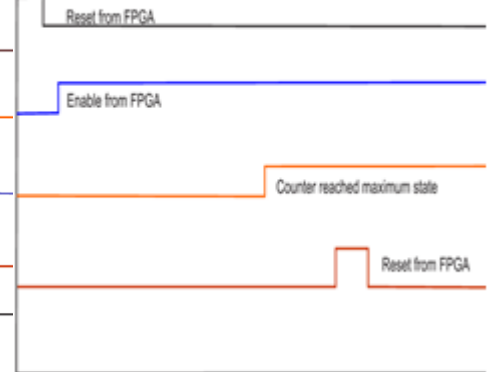 Reset from FPGA
Enable from FPGA
Counter reached maximum state
Reset from FPGA